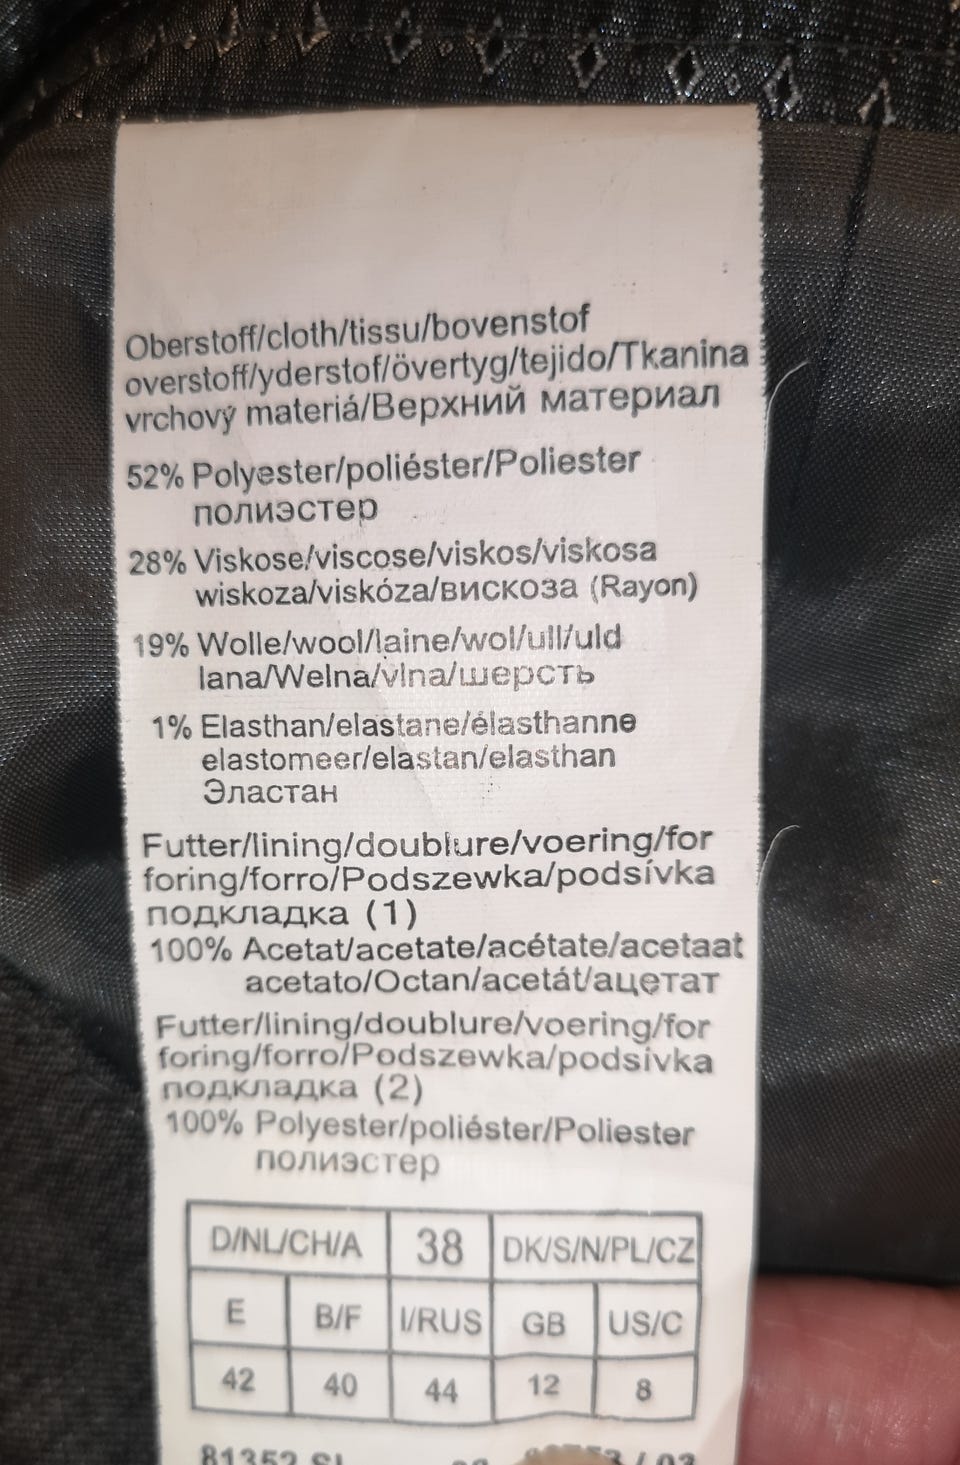 Oberstoff/cloth/tissu/bovenstof
overstoff/yderstof/övertyg/tejido/Tkanina
vrchový materiá/Верхний материал
52% Polyester/poliéster/Poliester
полиэстер
28% Viskose/viscose/viskos/viskosa
wiskoza/viskóza/вискоза (Rayon)
19% Wolle/wool/laine/wol/ull/uld
lana/Welna/vlna/шерсть
1% Elasthan/elastane/élasthanne
elastomeer/elastan/elasthan
Эластан
Futter/lining/doublure/voering/for
foring/forro/Podszewka/podsívka
подкладка (1)
100% Acetat/acetate/acétate/acetaat
acetato/Octan/acetát/ацетат
Futter/lining/doublure/voering/for
foring/forro/Podszewka/podsívka
подкладка (2)
100% Polyester/poliéster/Poliester
полиэстер
D/NL/CH/A 38 DK/S/N/PL/CZ
E B/F I/RUS GB US/C
42 40 44 12 8